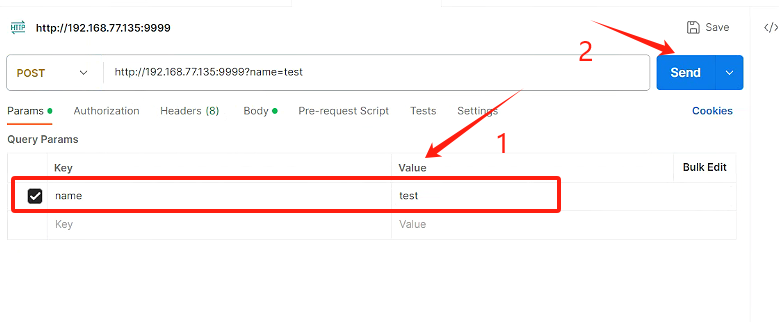 HTTP http://192.168.77.135:9999 Save </>
2
POST http://192.168.77.135:9999?name=test Send
Params Authorization Headers (8) Body Pre-request Script Tests Settings Cookies
Query Params
1
Key Value Bulk Edit
name test
Key Value